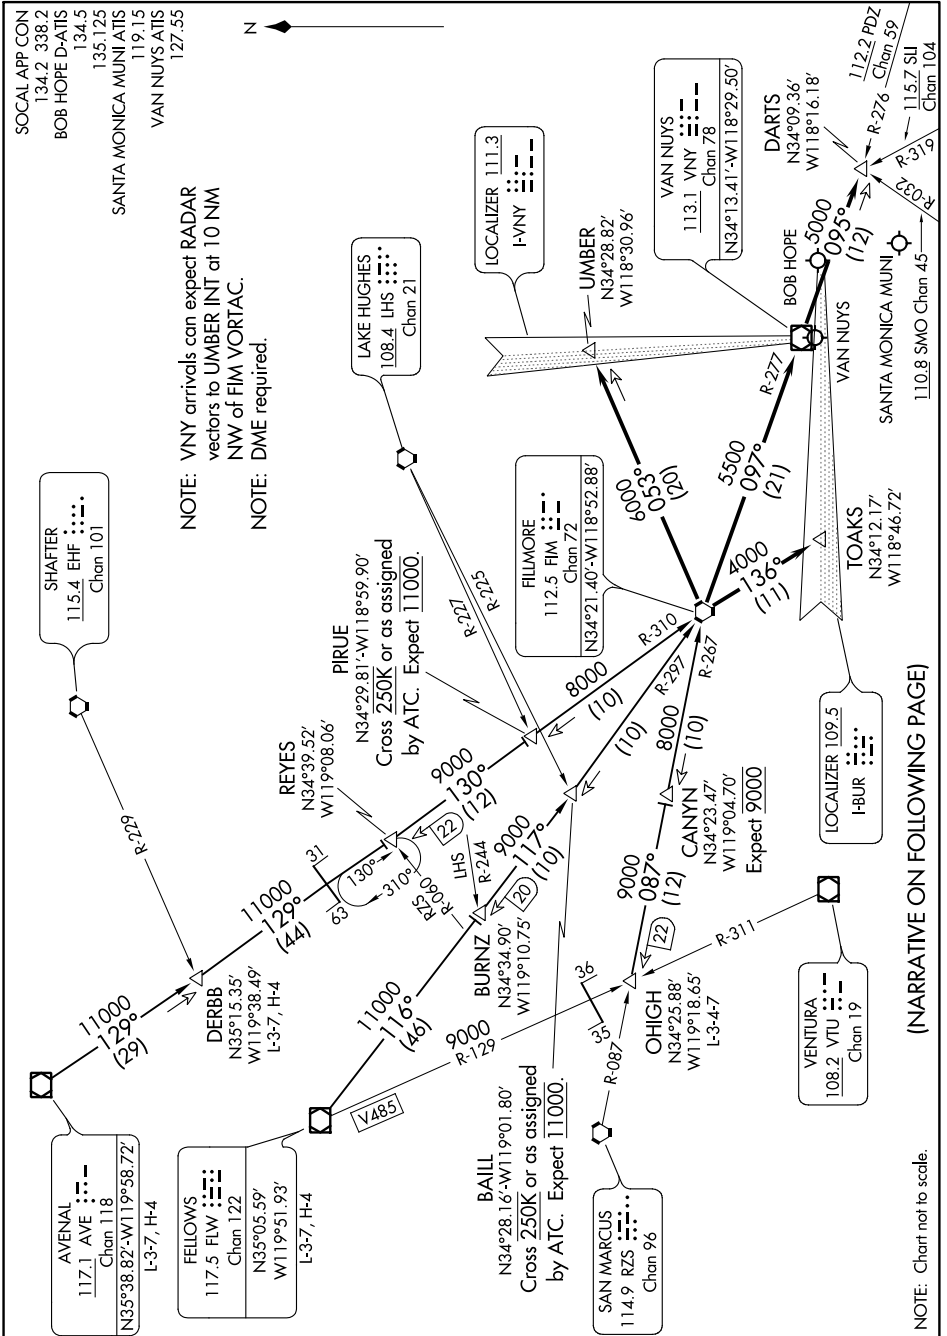 SOCAL APP CON
134.2 338.2
BOB HOPE D-ATIS
134.5
135.125
SANTA MONICA MUNI ATIS
119.15
VAN NUYS ATIS
127.55
N
NOTE: VNY arrivals can expect RADAR
vectors to UMBER INT at 10 NM
NW of FIM VORTAC.
NOTE: DME required.
SHAFTER
115.4 EHF
Chan 101
R-229
AVENAL
117.1 AVE
Chan 118
N35°38.82'-W119°58.72'
L-3-7, H-4
11000
129°
(29)
DERBB
N35°15.35'
W119°38.49'
L-3-7, H-4
11000
129°
(44)
31
63
130°
310°
REYES
N34°39.52'
W119°08.06'
22
RZS
R-060
9000
130°
(12)
PIRUE
N34°29.81'-W118°59.90'
Cross 250K or as assigned
by ATC. Expect 11000.
LAKE HUGHES
108.4 LHS
Chan 21
R-227
R-225
8000
(10)
R-310
FELLOWS
117.5 FLW
Chan 122
N35°05.59'
W119°51.93'
L-3-7, H-4
V485
11000
116°
(46)
9000
R-129
36
35
LHS
R-244
BURNZ
N34°34.90'
W119°10.75'
20
9000
117°
(10)
BAILL
N34°28.16'-W119°01.80'
Cross 250K or as assigned
by ATC. Expect 11000.
(10)
R-297
SAN MARCUS
114.9 RZS
Chan 96
R-087
OHIGH
N34°25.88'
W119°18.65'
L-3-4-7
22
R-311
VENTURA
108.2 VTU
Chan 19
9000
087°
(12)
CANYN
N34°23.47'
W119°04.70'
Expect 9000
8000
(10)
R-267
FILLMORE
112.5 FIM
Chan 72
N34°21.40'-W118°52.88'
6000
053°
(20)
UMBER
N34°28.82'
W118°30.96'
LOCALIZER 111.3
I-VNY
5500
097°
(21)
R-277
VAN NUYS
113.1 VNY
Chan 78
N34°13.41'-W118°29.50'
4000
136°
(11)
TOAKS
N34°12.17'
W118°46.72'
LOCALIZER 109.5
I-BUR
VAN NUYS
BOB HOPE
5000
095°
(12)
DARTS
N34°09.36'
W118°16.18'
112.2 PDZ
Chan 59
R-276
115.7 SLI
Chan 104
R-319
R-032
SANTA MONICA MUNI
110.8 SMO Chan 45
(NARRATIVE ON FOLLOWING PAGE)
NOTE: Chart not to scale.